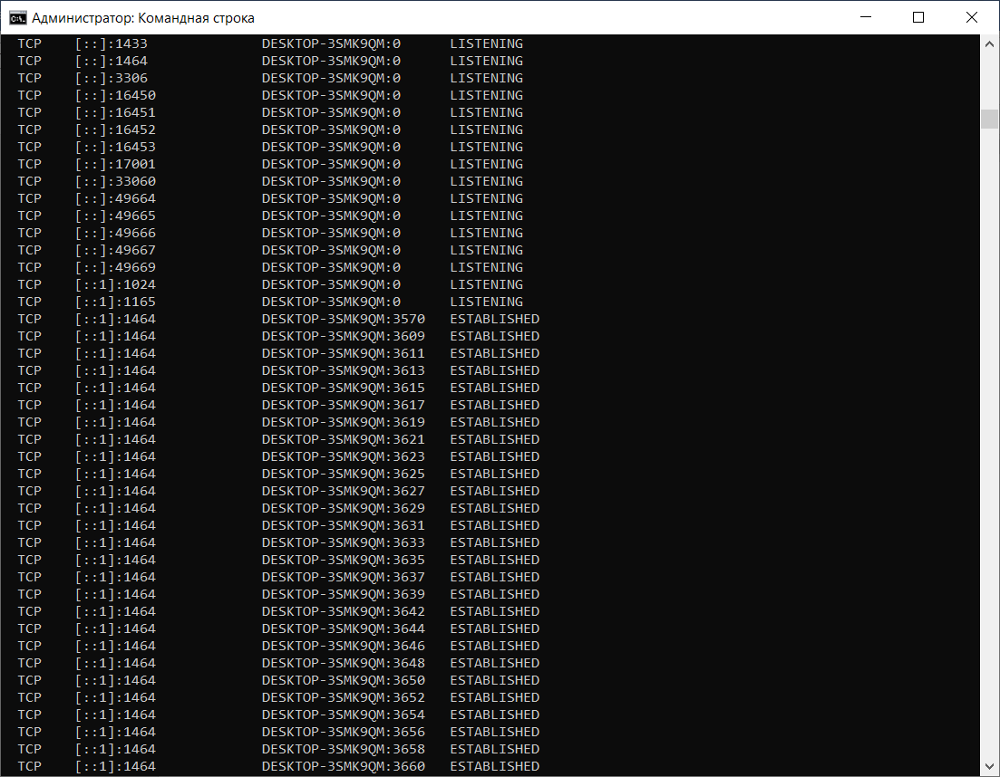 Администратор: Командная строка
TCP [::]:1433 DESKTOP-3SMK9QM:0 LISTENING
TCP [::]:1464 DESKTOP-3SMK9QM:0 LISTENING
TCP [::]:3306 DESKTOP-3SMK9QM:0 LISTENING
TCP [::]:16450 DESKTOP-3SMK9QM:0 LISTENING
TCP [::]:16451 DESKTOP-3SMK9QM:0 LISTENING
TCP [::]:16452 DESKTOP-3SMK9QM:0 LISTENING
TCP [::]:16453 DESKTOP-3SMK9QM:0 LISTENING
TCP [::]:17001 DESKTOP-3SMK9QM:0 LISTENING
TCP [::]:33060 DESKTOP-3SMK9QM:0 LISTENING
TCP [::]:49664 DESKTOP-3SMK9QM:0 LISTENING
TCP [::]:49665 DESKTOP-3SMK9QM:0 LISTENING
TCP [::]:49666 DESKTOP-3SMK9QM:0 LISTENING
TCP [::]:49667 DESKTOP-3SMK9QM:0 LISTENING
TCP [::]:49669 DESKTOP-3SMK9QM:0 LISTENING
TCP [::1]:1024 DESKTOP-3SMK9QM:0 LISTENING
TCP [::1]:1165 DESKTOP-3SMK9QM:0 LISTENING
TCP [::1]:1464 DESKTOP-3SMK9QM:3570 ESTABLISHED
TCP [::1]:1464 DESKTOP-3SMK9QM:3609 ESTABLISHED
TCP [::1]:1464 DESKTOP-3SMK9QM:3611 ESTABLISHED
TCP [::1]:1464 DESKTOP-3SMK9QM:3613 ESTABLISHED
TCP [::1]:1464 DESKTOP-3SMK9QM:3615 ESTABLISHED
TCP [::1]:1464 DESKTOP-3SMK9QM:3617 ESTABLISHED
TCP [::1]:1464 DESKTOP-3SMK9QM:3619 ESTABLISHED
TCP [::1]:1464 DESKTOP-3SMK9QM:3621 ESTABLISHED
TCP [::1]:1464 DESKTOP-3SMK9QM:3623 ESTABLISHED
TCP [::1]:1464 DESKTOP-3SMK9QM:3625 ESTABLISHED
TCP [::1]:1464 DESKTOP-3SMK9QM:3627 ESTABLISHED
TCP [::1]:1464 DESKTOP-3SMK9QM:3629 ESTABLISHED
TCP [::1]:1464 DESKTOP-3SMK9QM:3631 ESTABLISHED
TCP [::1]:1464 DESKTOP-3SMK9QM:3633 ESTABLISHED
TCP [::1]:1464 DESKTOP-3SMK9QM:3635 ESTABLISHED
TCP [::1]:1464 DESKTOP-3SMK9QM:3637 ESTABLISHED
TCP [::1]:1464 DESKTOP-3SMK9QM:3639 ESTABLISHED
TCP [::1]:1464 DESKTOP-3SMK9QM:3642 ESTABLISHED
TCP [::1]:1464 DESKTOP-3SMK9QM:3644 ESTABLISHED
TCP [::1]:1464 DESKTOP-3SMK9QM:3646 ESTABLISHED
TCP [::1]:1464 DESKTOP-3SMK9QM:3648 ESTABLISHED
TCP [::1]:1464 DESKTOP-3SMK9QM:3650 ESTABLISHED
TCP [::1]:1464 DESKTOP-3SMK9QM:3652 ESTABLISHED
TCP [::1]:1464 DESKTOP-3SMK9QM:3654 ESTABLISHED
TCP [::1]:1464 DESKTOP-3SMK9QM:3656 ESTABLISHED
TCP [::1]:1464 DESKTOP-3SMK9QM:3658 ESTABLISHED
TCP [::1]:1464 DESKTOP-3SMK9QM:3660 ESTABLISHED